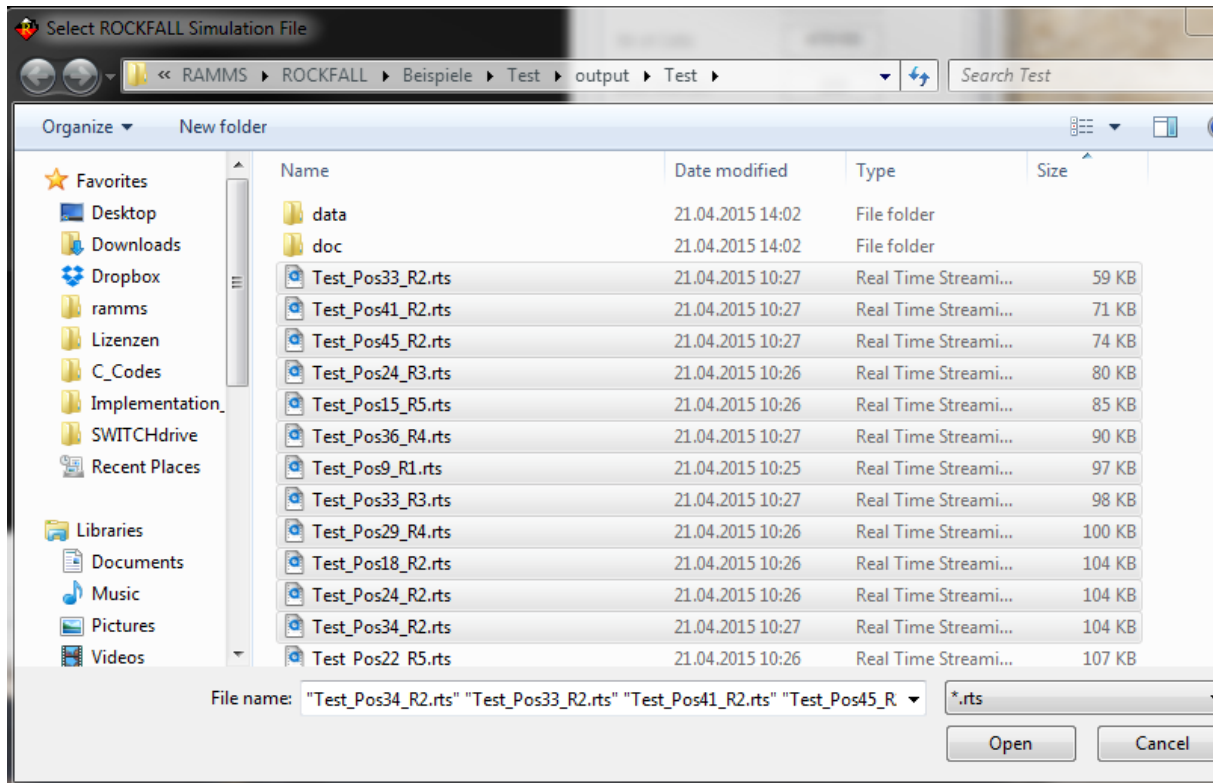 Select ROCKFALL Simulation File
« RAMMS ▸ ROCKFALL ▸ Beispiele ▸ Test ▸ output ▸ Test ▸ Search Test
Organize New folder
Favorites
Desktop
Downloads
Dropbox
ramms
Lizenzen
C_Codes
Implementation_
SWITCHdrive
Recent Places
Libraries
Documents
Music
Pictures
Videos
Name Date modified Type Size
data 21.04.2015 14:02 File folder
doc 21.04.2015 14:02 File folder
Test_Pos33_R2.rts 21.04.2015 10:27 Real Time Streami... 59 KB
Test_Pos41_R2.rts 21.04.2015 10:27 Real Time Streami... 71 KB
Test_Pos45_R2.rts 21.04.2015 10:27 Real Time Streami... 74 KB
Test_Pos24_R3.rts 21.04.2015 10:26 Real Time Streami... 80 KB
Test_Pos15_R5.rts 21.04.2015 10:26 Real Time Streami... 85 KB
Test_Pos36_R4.rts 21.04.2015 10:27 Real Time Streami... 90 KB
Test_Pos9_R1.rts 21.04.2015 10:25 Real Time Streami... 97 KB
Test_Pos33_R3.rts 21.04.2015 10:27 Real Time Streami... 98 KB
Test_Pos29_R4.rts 21.04.2015 10:26 Real Time Streami... 100 KB
Test_Pos18_R2.rts 21.04.2015 10:26 Real Time Streami... 104 KB
Test_Pos24_R2.rts 21.04.2015 10:26 Real Time Streami... 104 KB
Test_Pos34_R2.rts 21.04.2015 10:27 Real Time Streami... 104 KB
Test_Pos22_R5.rts 21.04.2015 10:26 Real Time Streami... 107 KB
File name: "Test_Pos34_R2.rts" "Test_Pos33_R2.rts" "Test_Pos41_R2.rts" "Test_Pos45_R *.rts
Open Cancel